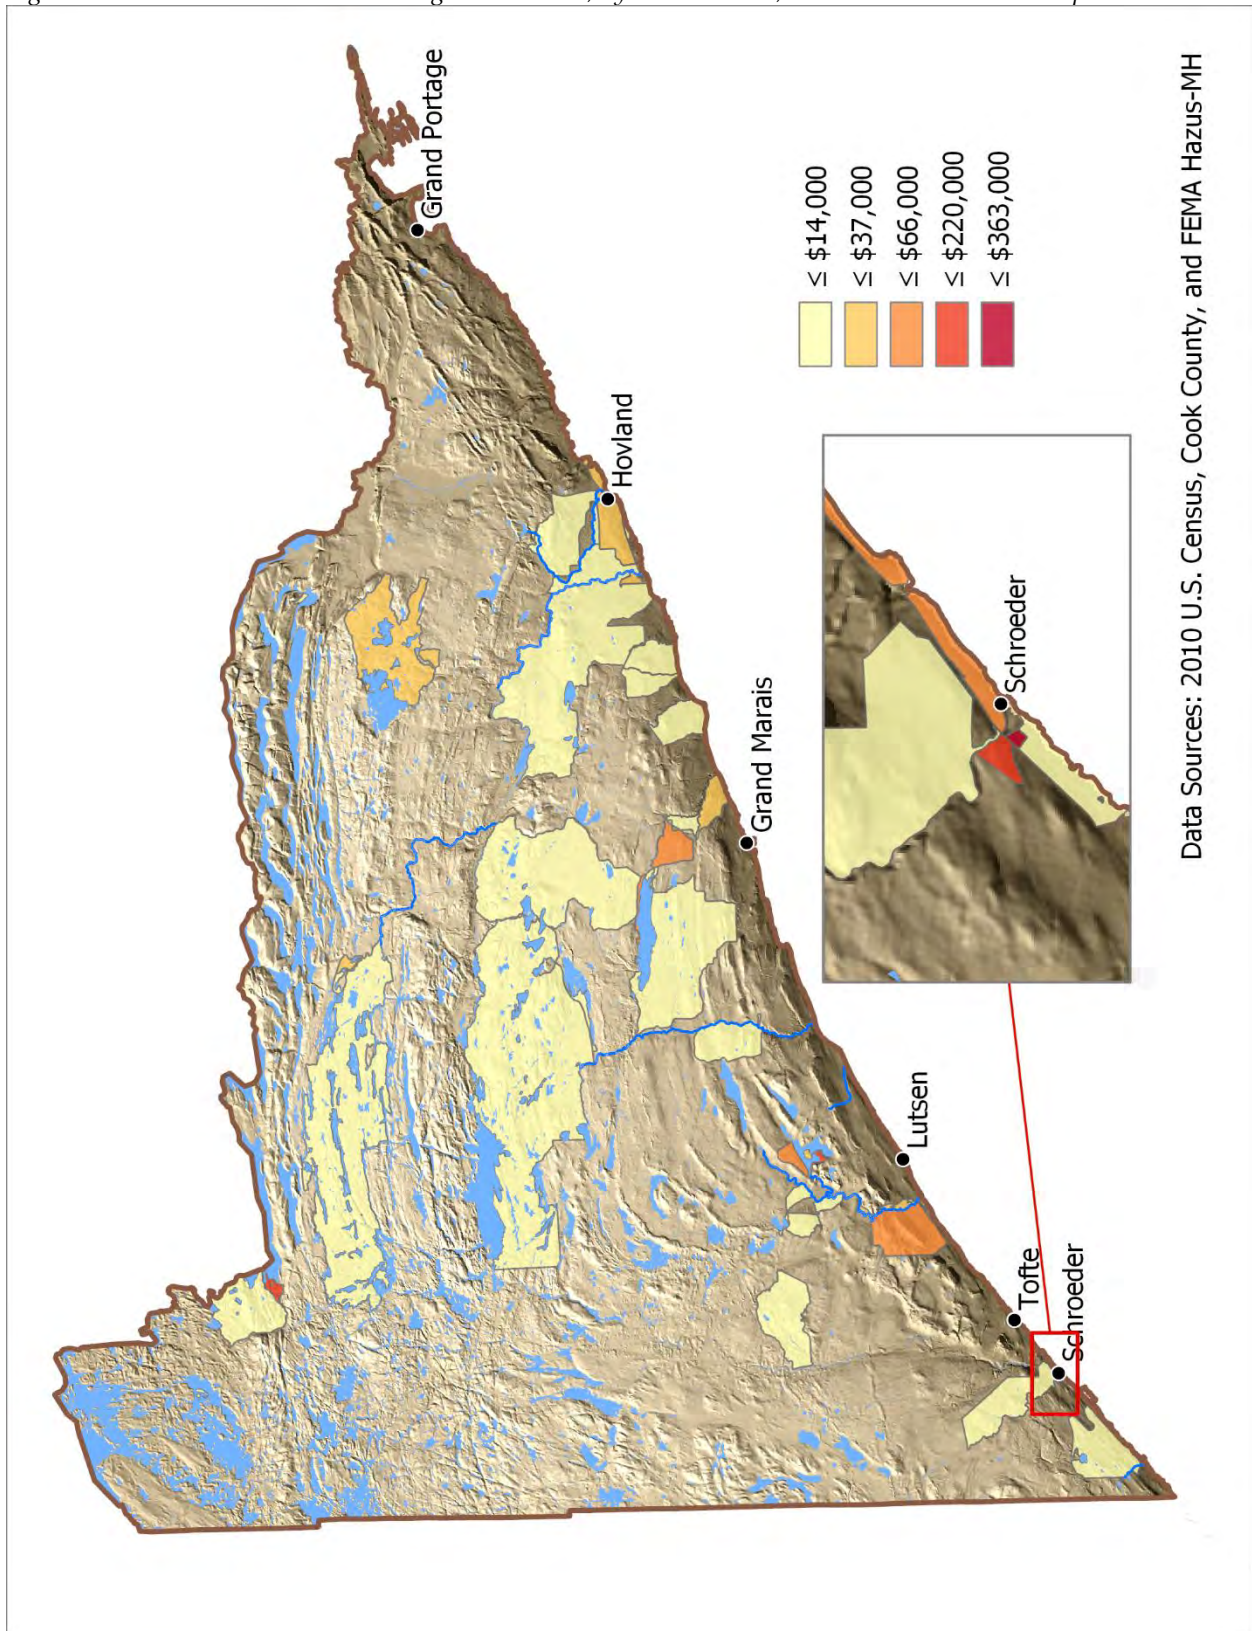 Grand Portage
Hovland
Grand Marais
Lutsen
Tofte
Schroeder
≤ $14,000
≤ $37,000
≤ $66,000
≤ $220,000
≤ $363,000
Schroeder
Data Sources: 2010 U.S. Census, Cook County, and FEMA Hazus-MH